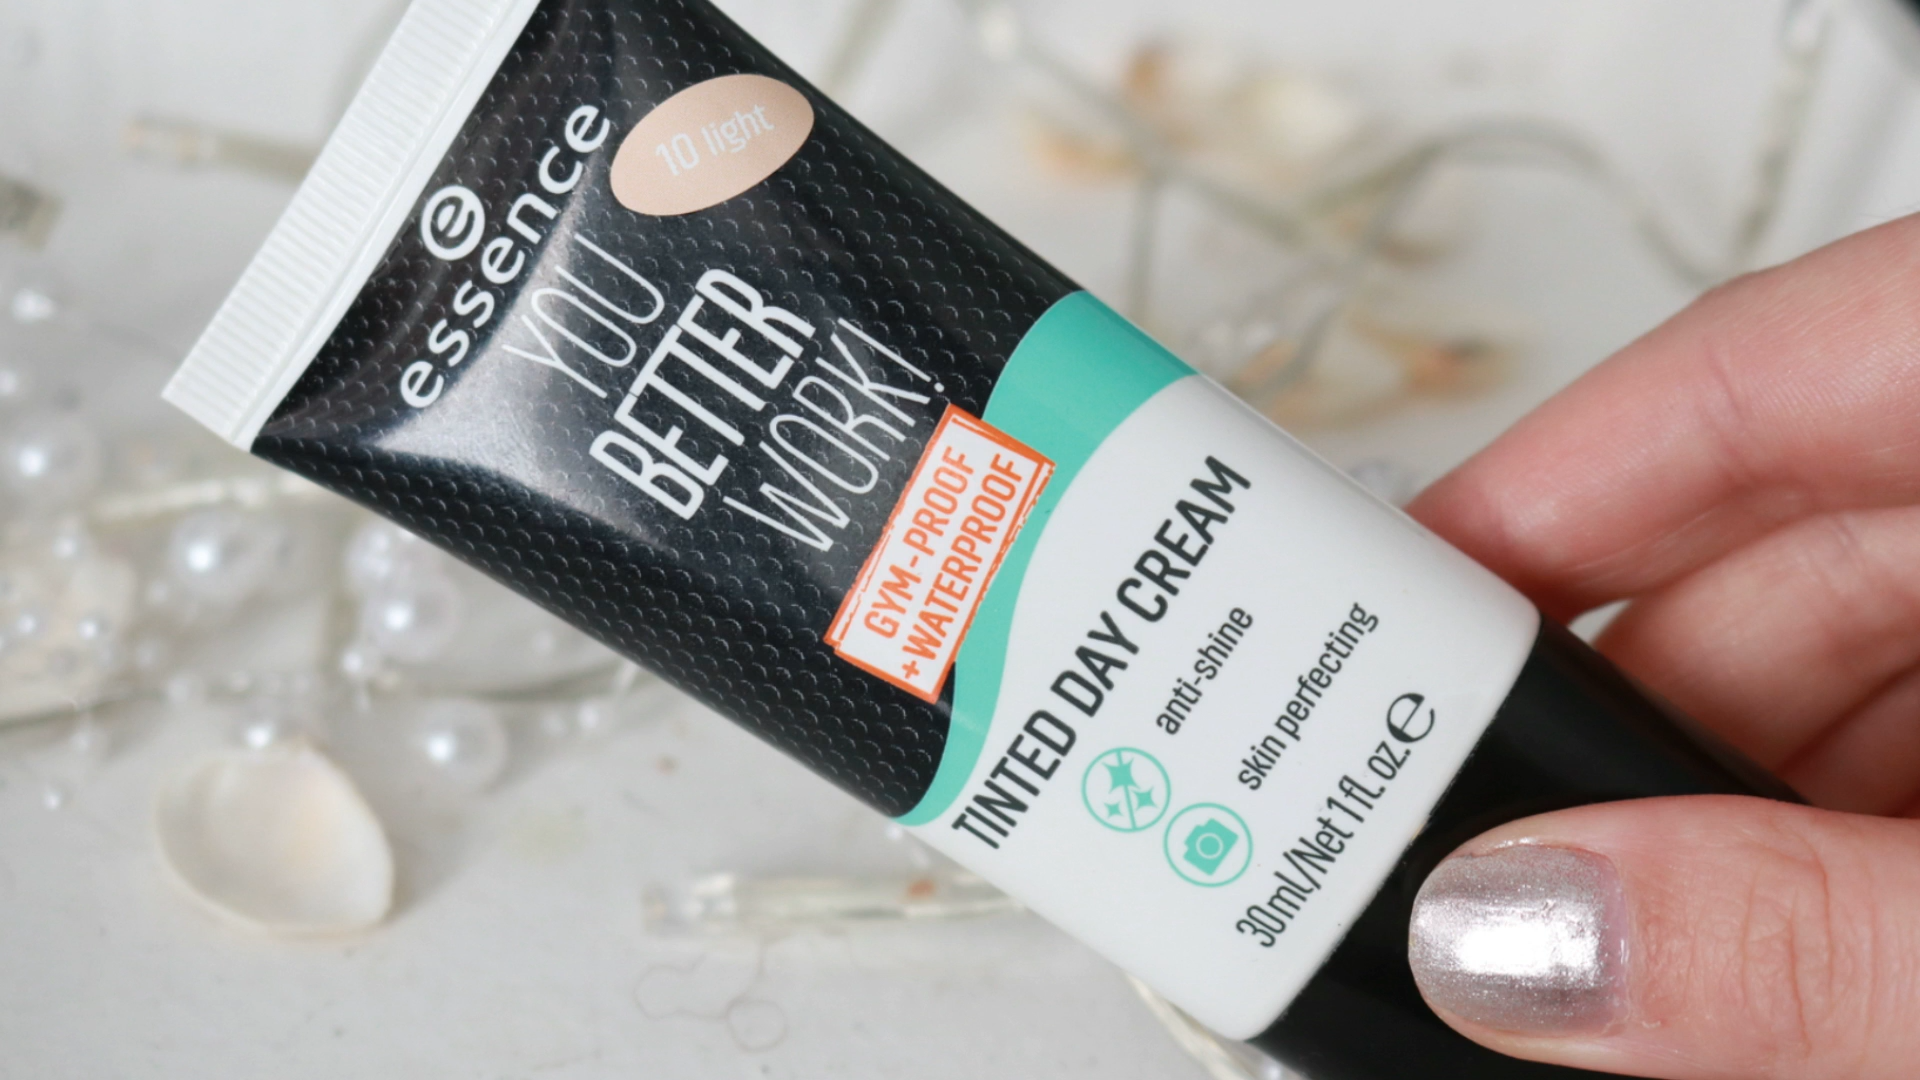 10 light
essence
YOU
BETTER
WORK!
GYM-PROOF
+ WATERPROOF
TINTED DAY CREAM
anti-shine
skin perfecting
30ml/Net 1 fl. oz. ℮